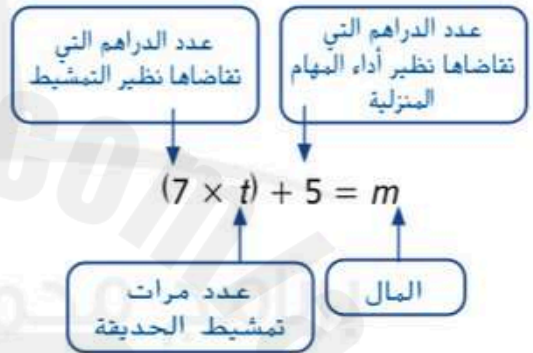 عدد الدراهم التي
تقاضاها نظير أداء المهام
المنزلية
عدد الدراهم التي
تقاضاها نظير التمشيط
(7 × t) + 5 = m
المال
عدد مرات
تمشيط الحديقة